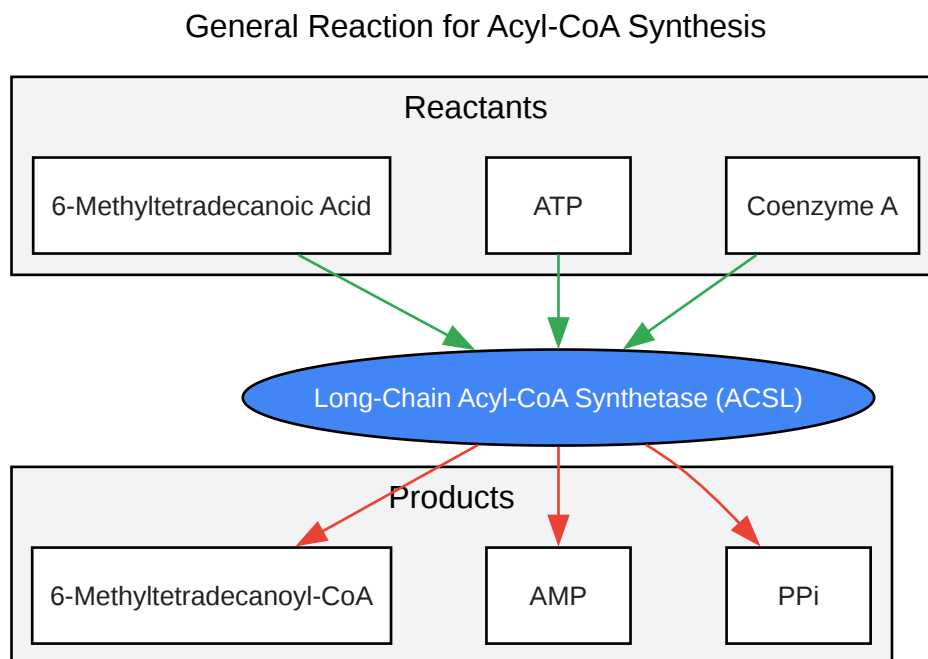 General Reaction for Acyl-CoA Synthesis
Reactants
6-Methyltetradecanoic Acid
ATP
Coenzyme A
Long-Chain Acyl-CoA Synthetase (ACSL)
Products
6-Methyltetradecanoyl-CoA
AMP
PPi